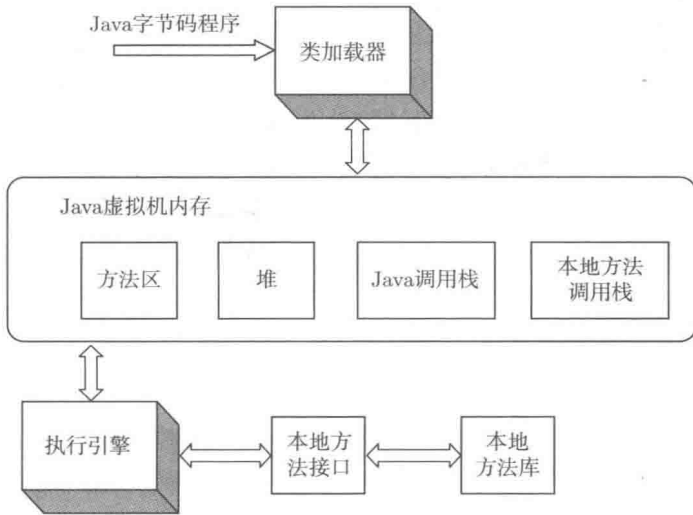 Java字节码程序
类加载器
Java虚拟机内存
方法区
堆
Java调用栈
本地方法
调用栈
执行引擎
本地方
法接口
本地
方法库